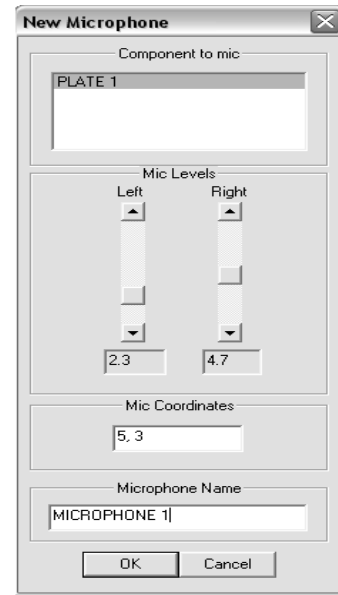 New Microphone
Component to mic
PLATE 1
Mic Levels
Left Right
2.3 4.7
Mic Coordinates
5, 3
Microphone Name
MICROPHONE 1
OK Cancel